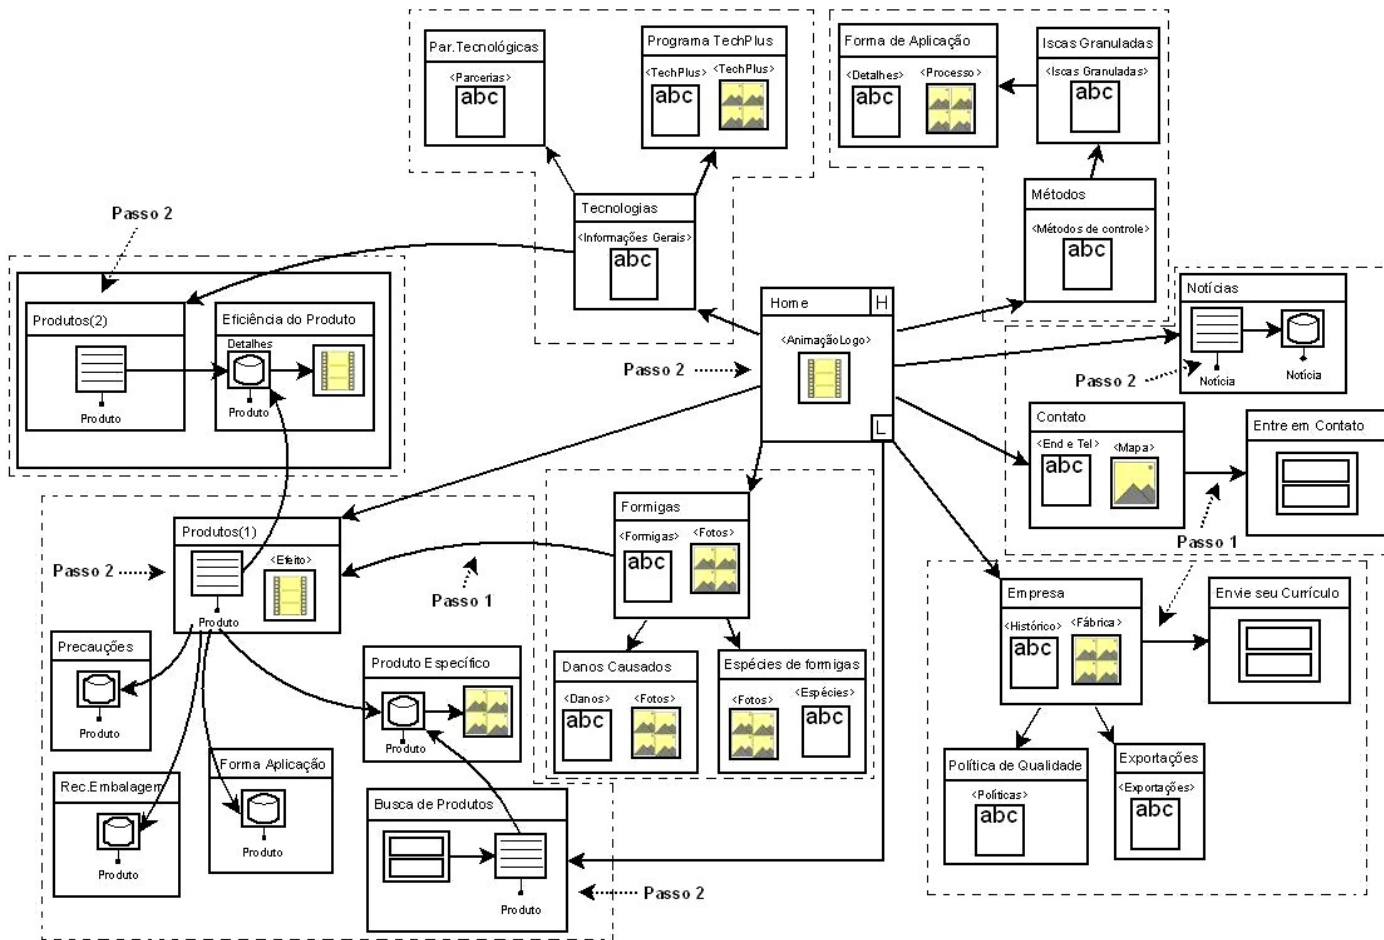 Par.Tecnológicas
<Parcerias>
abc
Programa TechPlus
<TechPlus>
abc
<TechPlus>
Forma de Aplicação
<Detalhes>
abc
<Processo>
Iscas Granuladas
<Iscas Granuladas>
abc
Tecnologias
<Informações Gerais>
abc
Métodos
<Métodos de controle>
abc
Passo 2
Produtos(2)
Produto
Eficiência do Produto
Detalhes
Produto
Home
H
<AnimaçãoLogo>
L
Passo 2
Notícias
Notícia
Notícia
Passo 2
Contato
<End e Tel>
abc
<Mapa>
Entre em Contato
Passo 1
Produtos(1)
<Efeito>
Produto
Passo 2
Passo 1
Formigas
<Formigas>
abc
<Fotos>
Empresa
<Histórico>
abc
<Fábrica>
Envie seu Currículo
Precauções
Produto
Produto Específico
Produto
Danos Causados
<Danos>
abc
<Fotos>
Espécies de formigas
<Fotos>
<Espécies>
abc
Rec.Embalagem
Produto
Forma Aplicação
Produto
Busca de Produtos
Produto
Passo 2
Política de Qualidade
<Políticas>
abc
Exportações
<Exportações>
abc